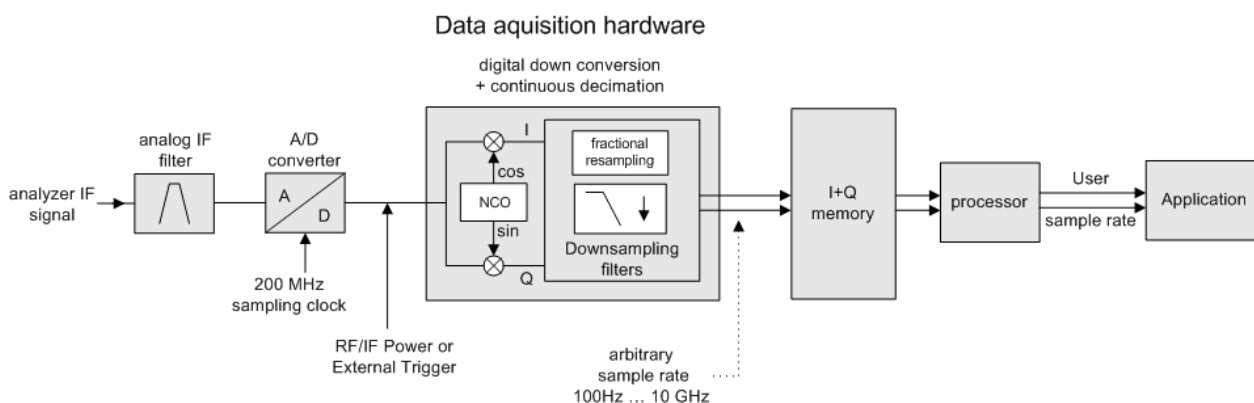 Data aquisition hardware
digital down conversion
+ continuous decimation
analog IF
filter
A/D
converter
analyzer IF
signal
A
D
I
cos
NCO
sin
Q
fractional
resampling
Downsampling
filters
I+Q
memory
processor
User
sample rate
Application
200 MHz
sampling clock
RF/IF Power or
External Trigger
arbitrary
sample rate
100Hz ... 10 GHz